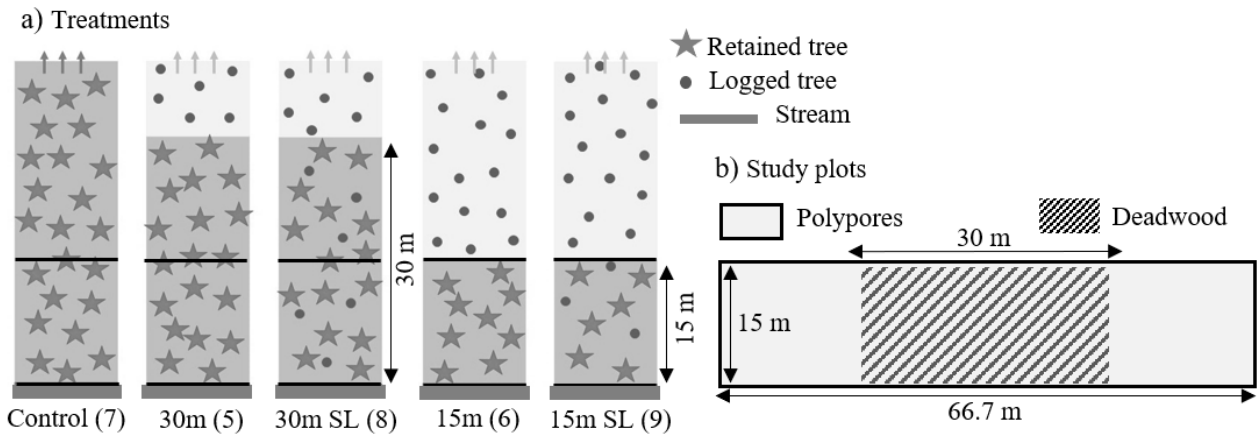 a) Treatments
Retained tree
Logged tree
Stream
30 m
15 m
Control (7)
30m (5)
30m SL (8)
15m (6)
15m SL (9)
b) Study plots
Polypores
Deadwood
30 m
15 m
66.7 m